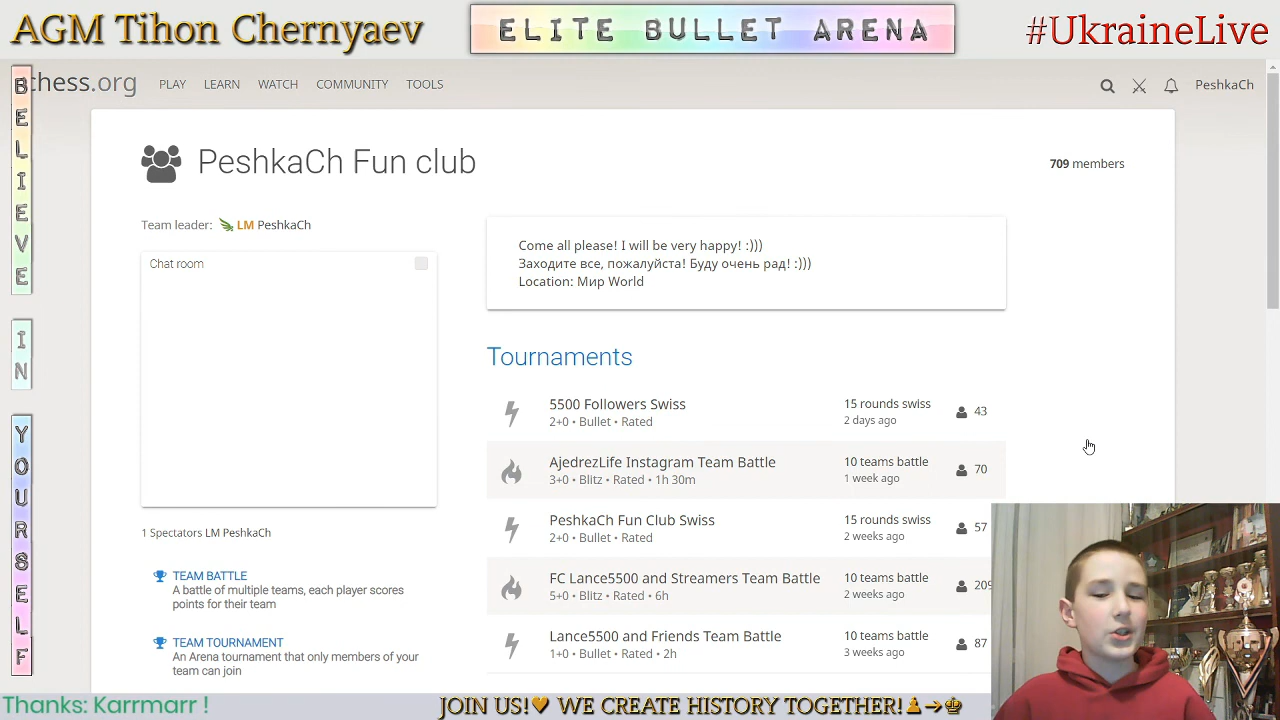 AGM Tihon Chernyaev
ELITE BULLET ARENA
#UkraineLive
BELIEVE IN YOURSELF
chess.org
PLAY LEARN WATCH COMMUNITY TOOLS
PeshkaCh
PeshkaCh Fun club
709 members
Team leader: LM PeshkaCh
Chat room
Come all please! I will be very happy! :)))
Заходите все, пожалуйста! Буду очень рад! :)))
Location: Мир World
Tournaments
5500 Followers Swiss
2+0 • Bullet • Rated
15 rounds swiss
2 days ago
43
AjedrezLife Instagram Team Battle
3+0 • Blitz • Rated • 1h 30m
10 teams battle
1 week ago
70
PeshkaCh Fun Club Swiss
2+0 • Bullet • Rated
15 rounds swiss
2 weeks ago
57
FC Lance5500 and Streamers Team Battle
5+0 • Blitz • Rated • 6h
10 teams battle
2 weeks ago
209
Lance5500 and Friends Team Battle
1+0 • Bullet • Rated • 2h
10 teams battle
3 weeks ago
87
1 Spectators LM PeshkaCh
TEAM BATTLE
A battle of multiple teams, each player scores
points for their team
TEAM TOURNAMENT
An Arena tournament that only members of your
team can join
Thanks: Karrmarr !
JOIN US!🧡 WE CREATE HISTORY TOGETHER!♟→♚